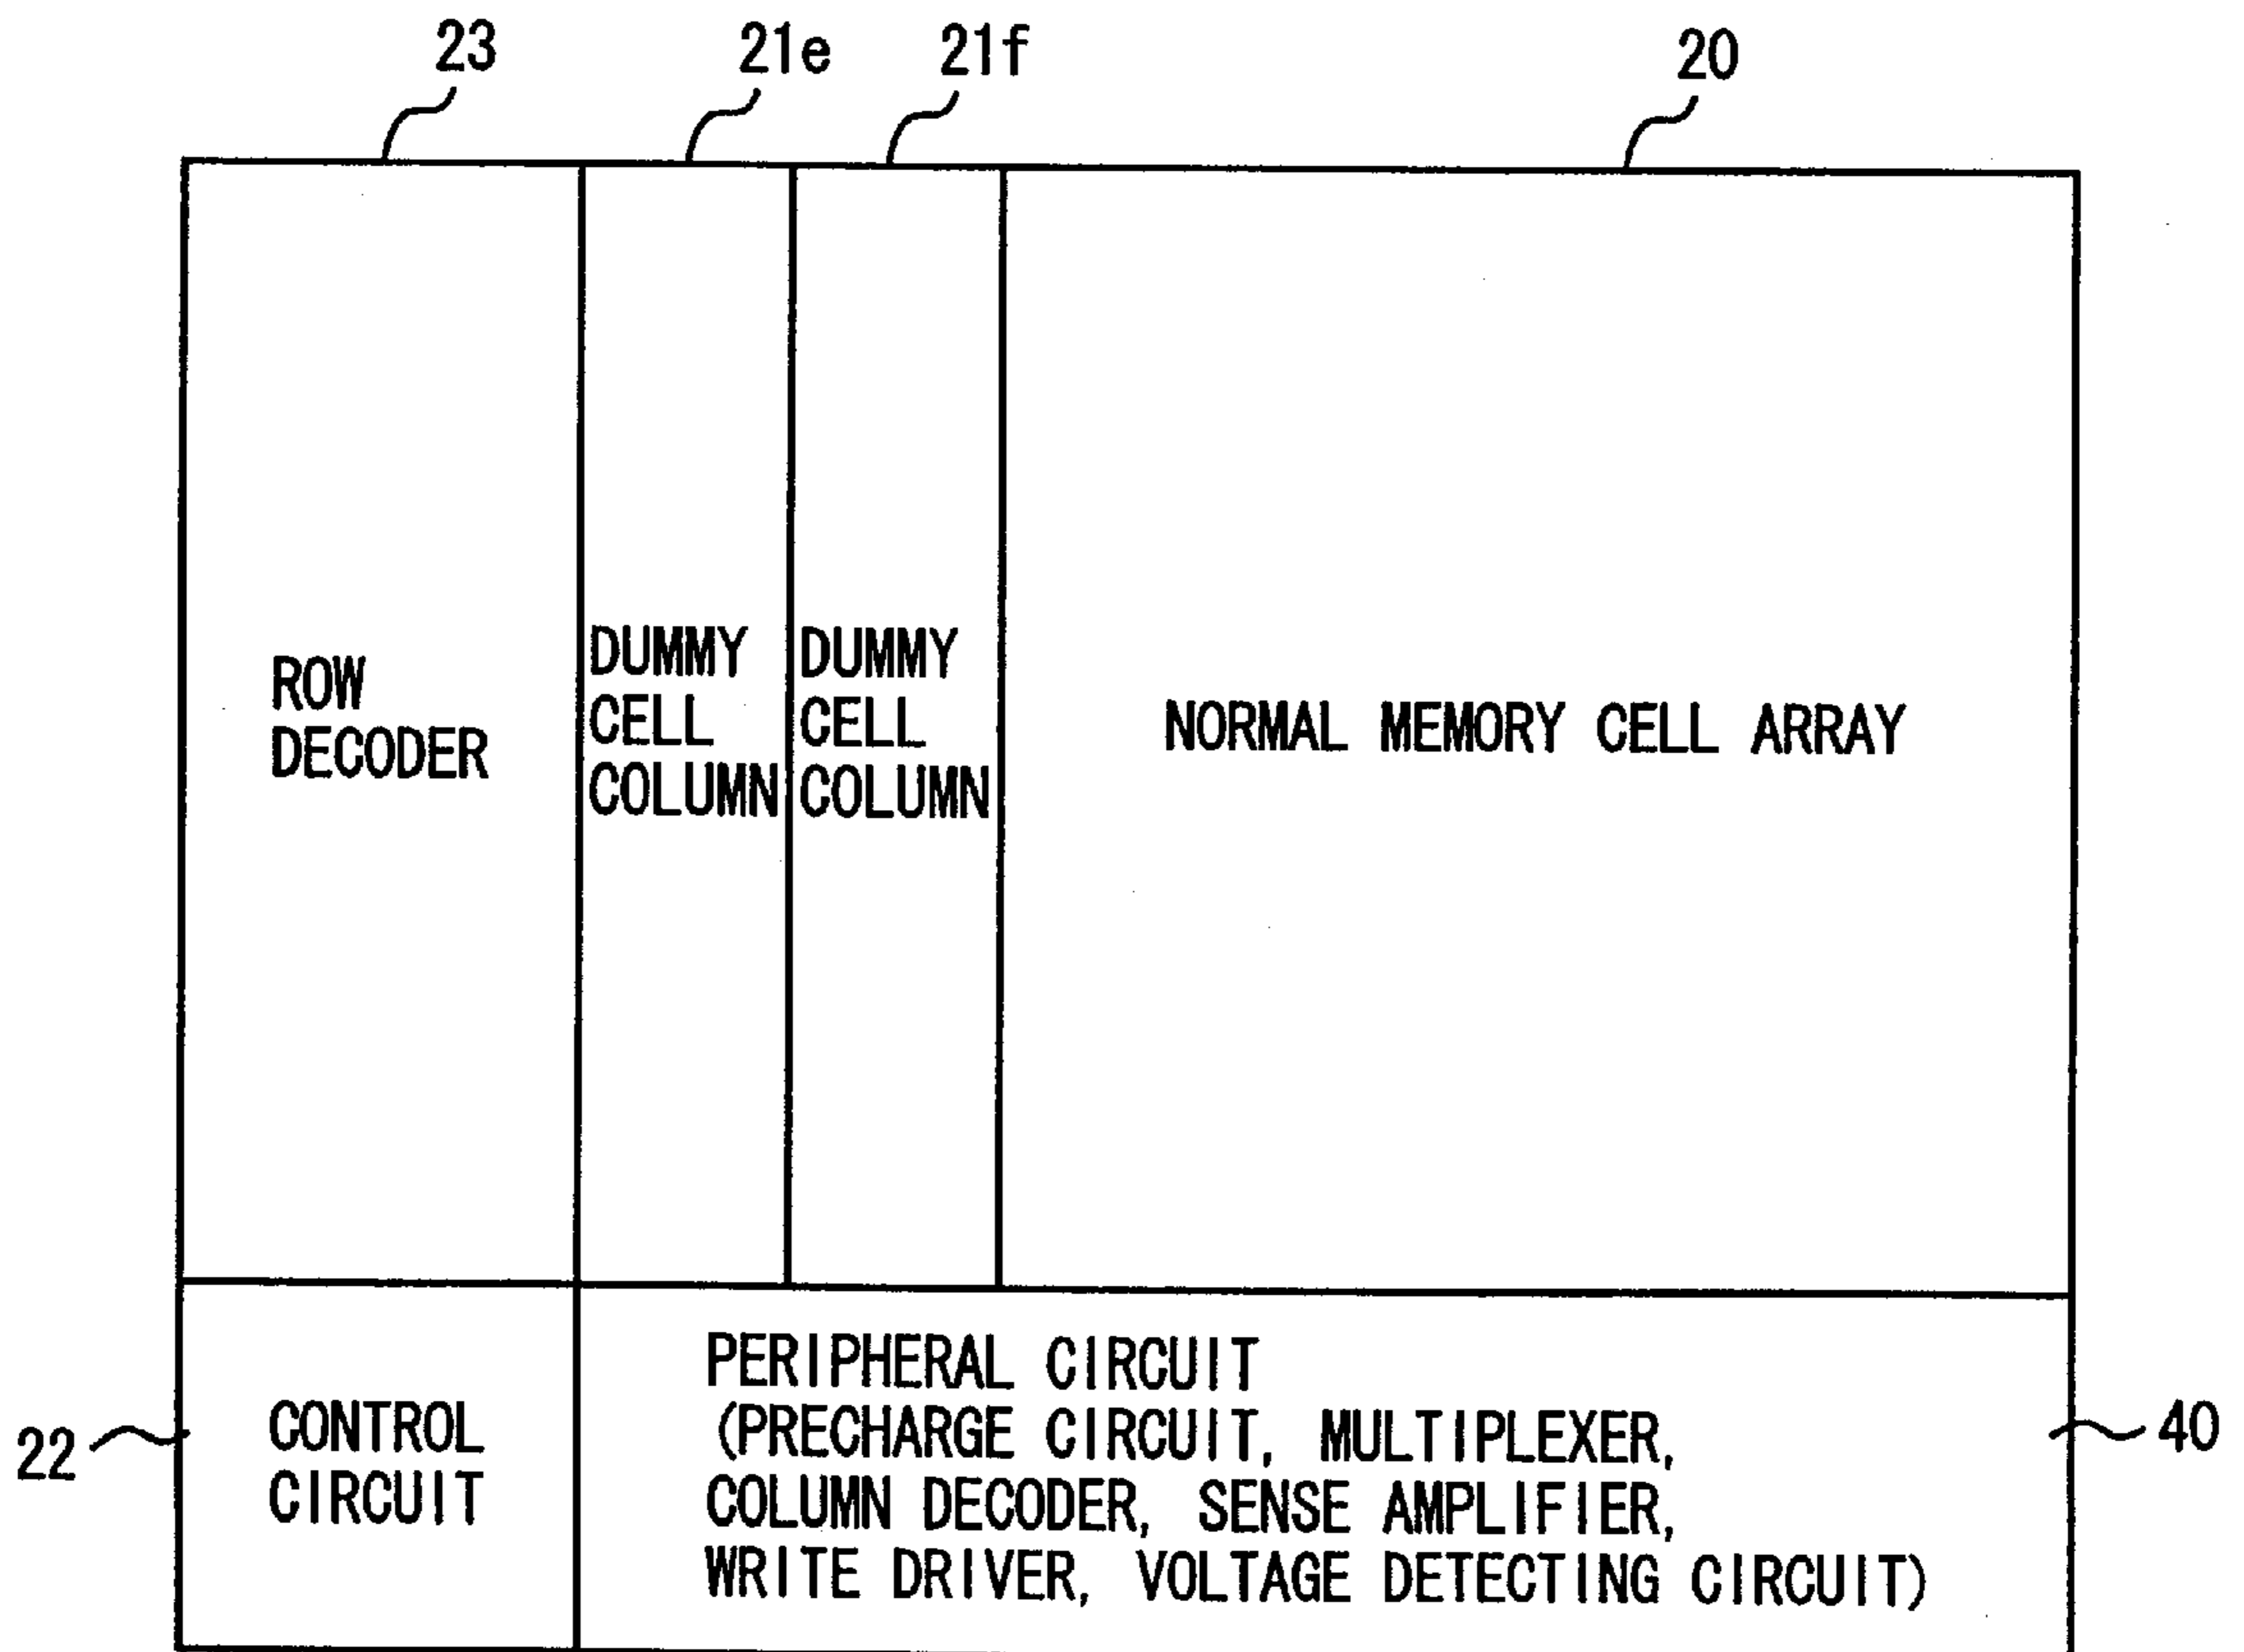 23
21e
21f
20
ROW
DECODER
DUMMY
CELL
COLUMN
DUMMY
CELL
COLUMN
NORMAL MEMORY CELL ARRAY
22
CONTROL
CIRCUIT
PERIPHERAL CIRCUIT
(PRECHARGE CIRCUIT, MULTIPLEXER,
COLUMN DECODER, SENSE AMPLIFIER,
WRITE DRIVER, VOLTAGE DETECTING CIRCUIT)
40